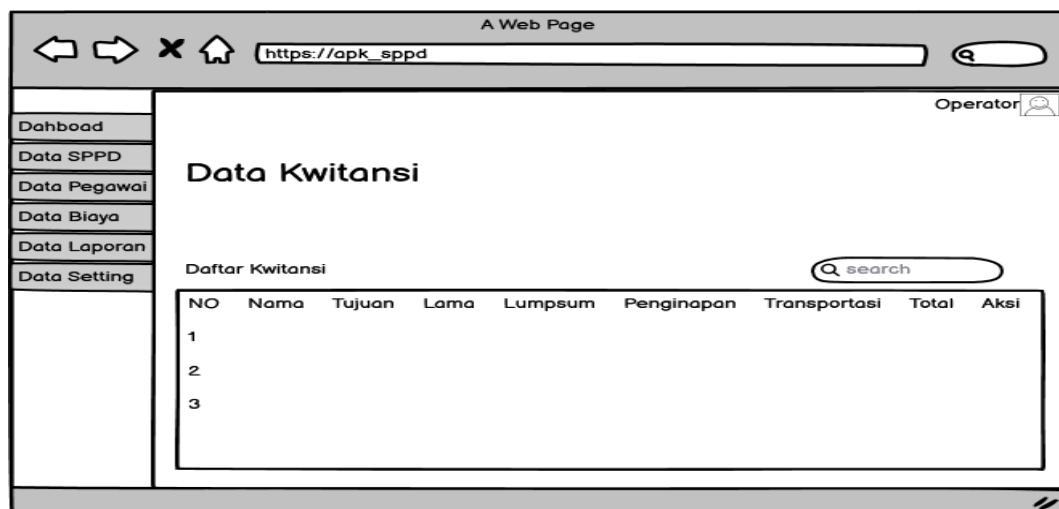 A Web Page
https://apk_sppd
Operator
Dahboad
Data SPPD
Data Pegawai
Data Biaya
Data Laporan
Data Setting
Data Kwitansi
Daftar Kwitansi
search
NO Nama Tujuan Lama Lumpsum Penginapan Transportasi Total Aksi
1
2
3